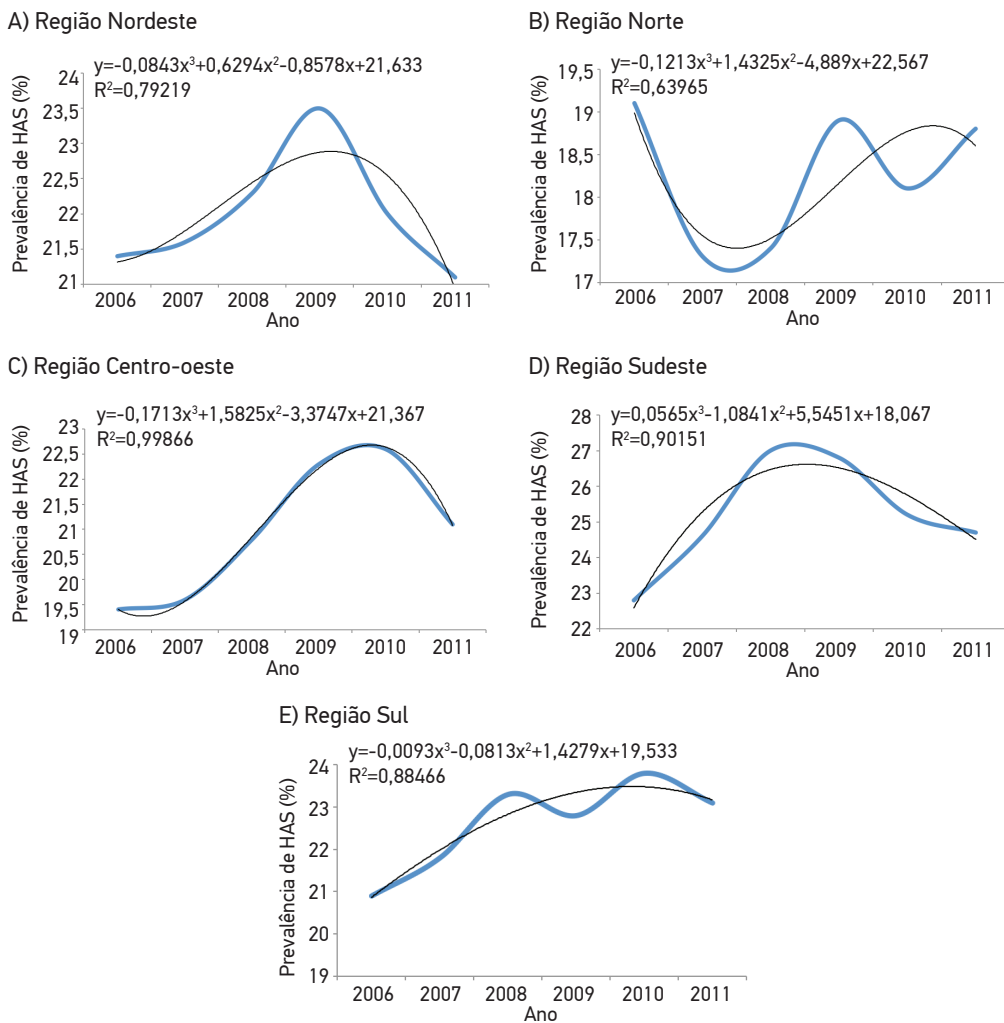 A) Região Nordeste
y=-0,0843x³+0,6294x²-0,8578x+21,633
R²=0,79219
Prevalência de HAS (%)
24
23,5
23
22,5
22
21,5
21
2006 2007 2008 2009 2010 2011
Ano
B) Região Norte
y=-0,1213x³+1,4325x²-4,889x+22,567
R²=0,63965
Prevalência de HAS (%)
19,5
19
18,5
18
17,5
17
2006 2007 2008 2009 2010 2011
Ano
C) Região Centro-oeste
y=-0,1713x³+1,5825x²-3,3747x+21,367
R²=0,99866
Prevalência de HAS (%)
23
22,5
22
21,5
21
20,5
20
19,5
19
2006 2007 2008 2009 2010 2011
Ano
D) Região Sudeste
y=0,0565x³-1,0841x²+5,5451x+18,067
R²=0,90151
Prevalência de HAS (%)
28
27
26
25
24
23
22
2006 2007 2008 2009 2010 2011
Ano
E) Região Sul
y=-0,0093x³-0,0813x²+1,4279x+19,533
R²=0,88466
Prevalência de HAS (%)
24
23
22
21
20
19
2006 2007 2008 2009 2010 2011
Ano